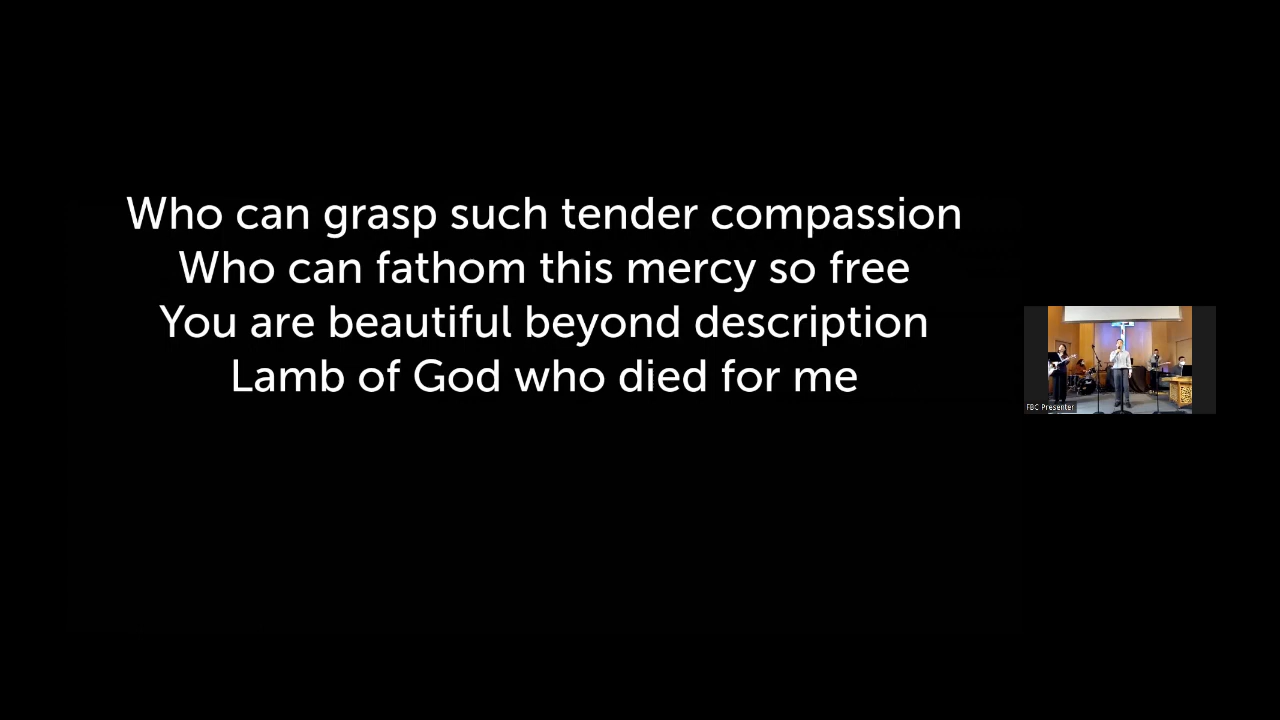 Who can grasp such tender compassion
Who can fathom this mercy so free
You are beautiful beyond description
Lamb of God who died for me
FBC Presenter